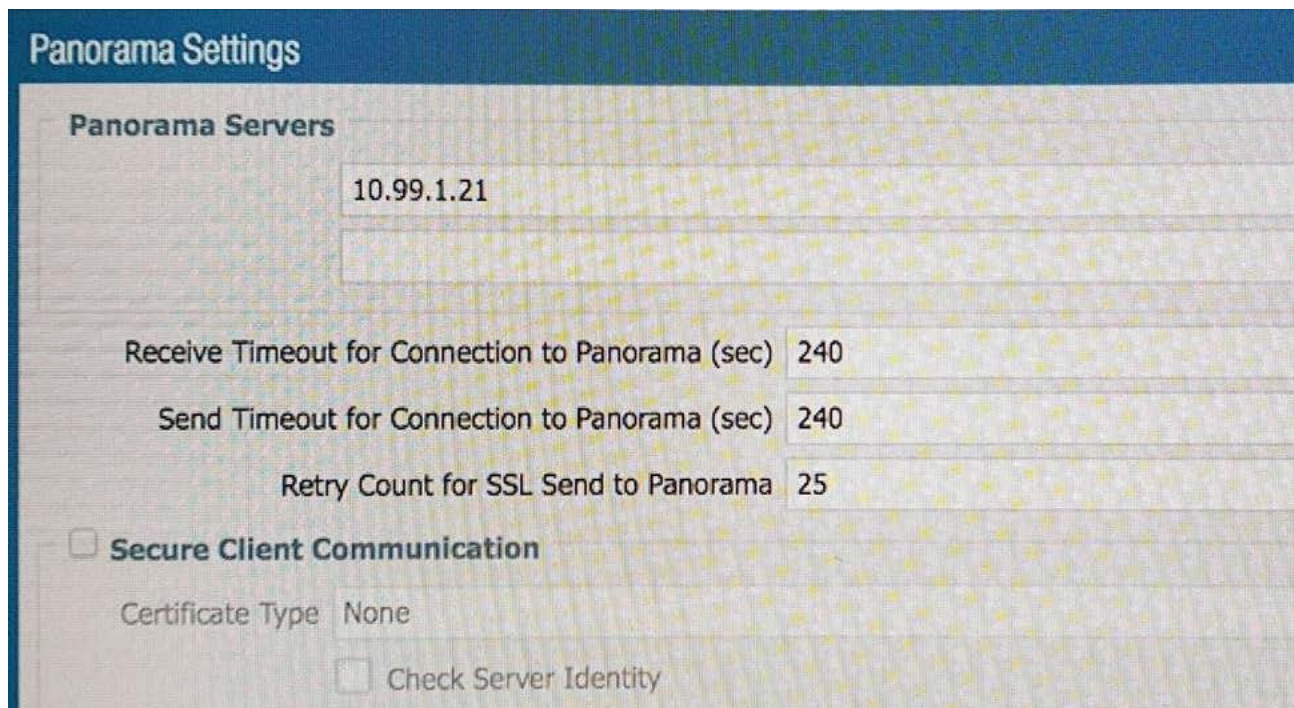 Panorama Settings
Panorama Servers
10.99.1.21
Receive Timeout for Connection to Panorama (sec) 240
Send Timeout for Connection to Panorama (sec) 240
Retry Count for SSL Send to Panorama 25
Secure Client Communication
Certificate Type None
Check Server Identity